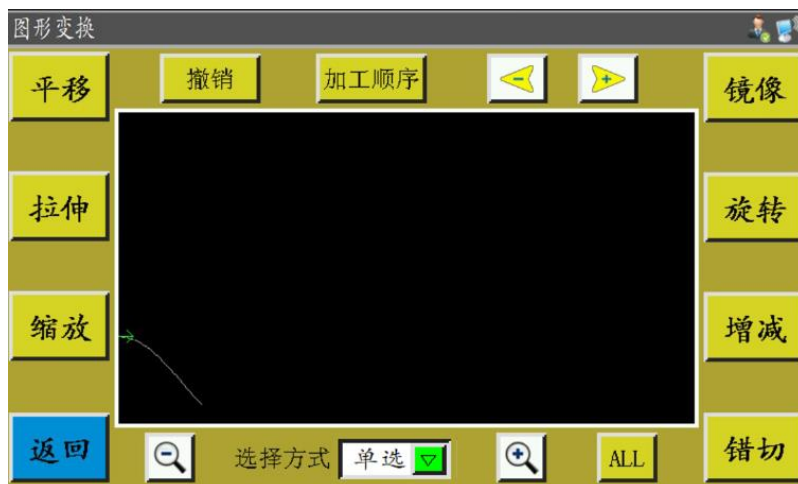 图形变换
平移
撤销
加工顺序
-
+
镜像
拉伸
旋转
缩放
增减
返回
选择方式 单选
ALL
错切